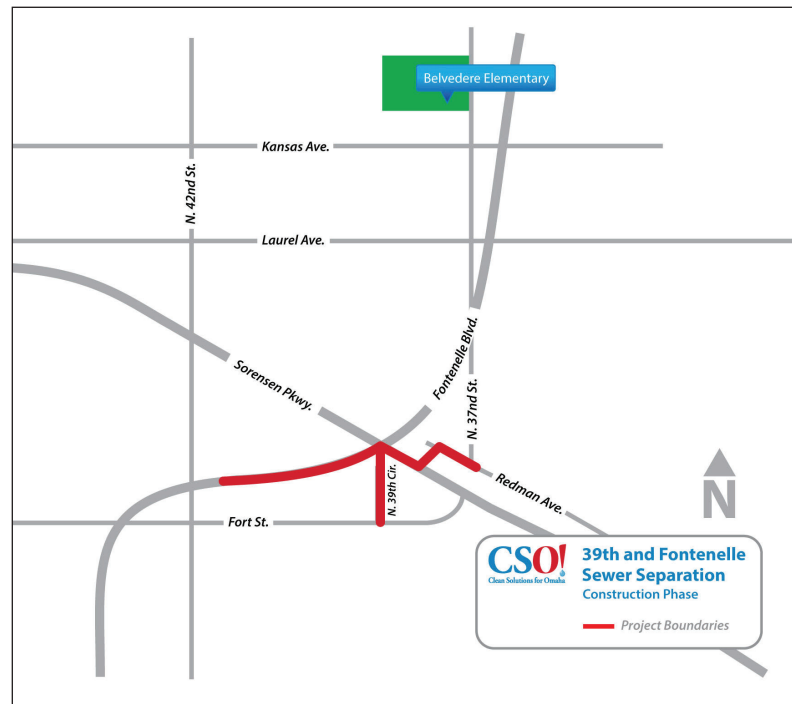 Belvedere Elementary
Kansas Ave.
N. 42nd St.
Laurel Ave.
Sorensen Pkwy.
Fontenelle Blvd.
N. 37nd St.
N. 39th Cir.
Redman Ave.
Fort St.
N
CSO!
Clean Solutions for Omaha
39th and Fontenelle
Sewer Separation
Construction Phase
Project Boundaries